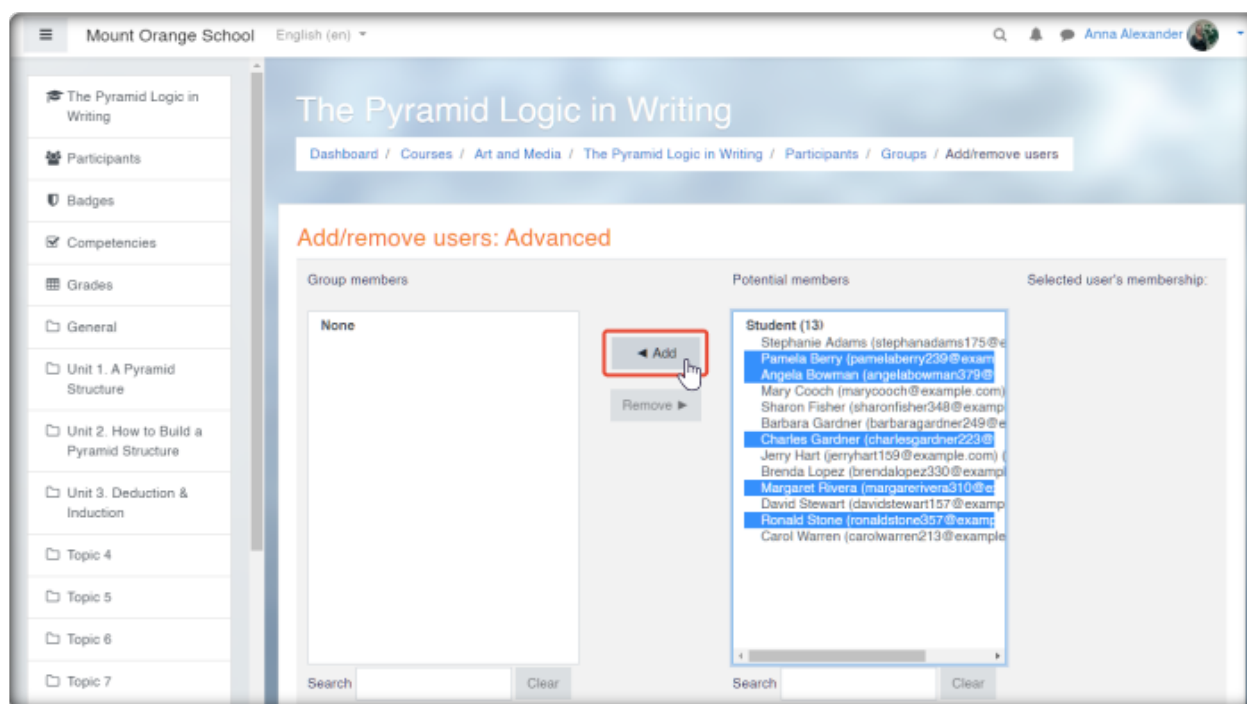 Mount Orange School English (en)
Anna Alexander
The Pyramid Logic in
Writing
Participants
Badges
Competencies
Grades
General
Unit 1. A Pyramid
Structure
Unit 2. How to Build a
Pyramid Structure
Unit 3. Deduction &
Induction
Topic 4
Topic 5
Topic 6
Topic 7
The Pyramid Logic in Writing
Dashboard / Courses / Art and Media / The Pyramid Logic in Writing / Participants / Groups / Add/remove users
Add/remove users: Advanced
Group members
None
Search
Clear
◄ Add
Remove ►
Potential members
Student (13)
Stephanie Adams (stephanadams175@e
Pamela Berry (pamelaberry239@exam
Angela Bowman (angelabowman379@
Mary Cooch (marycooch@example.com)
Sharon Fisher (sharonfisher348@examp
Barbara Gardner (barbaragardner249@e
Charles Gardner (charlesgardner223@
Jerry Hart (jerryhart159@example.com) (
Brenda Lopez (brendalopez330@exampl
Margaret Rivera (margarerivera310@e
David Stewart (davidstewart157@examp
Ronald Stone (ronaldstone357@examp
Carol Warren (carolwarren213@example
Search
Clear
Selected user's membership: